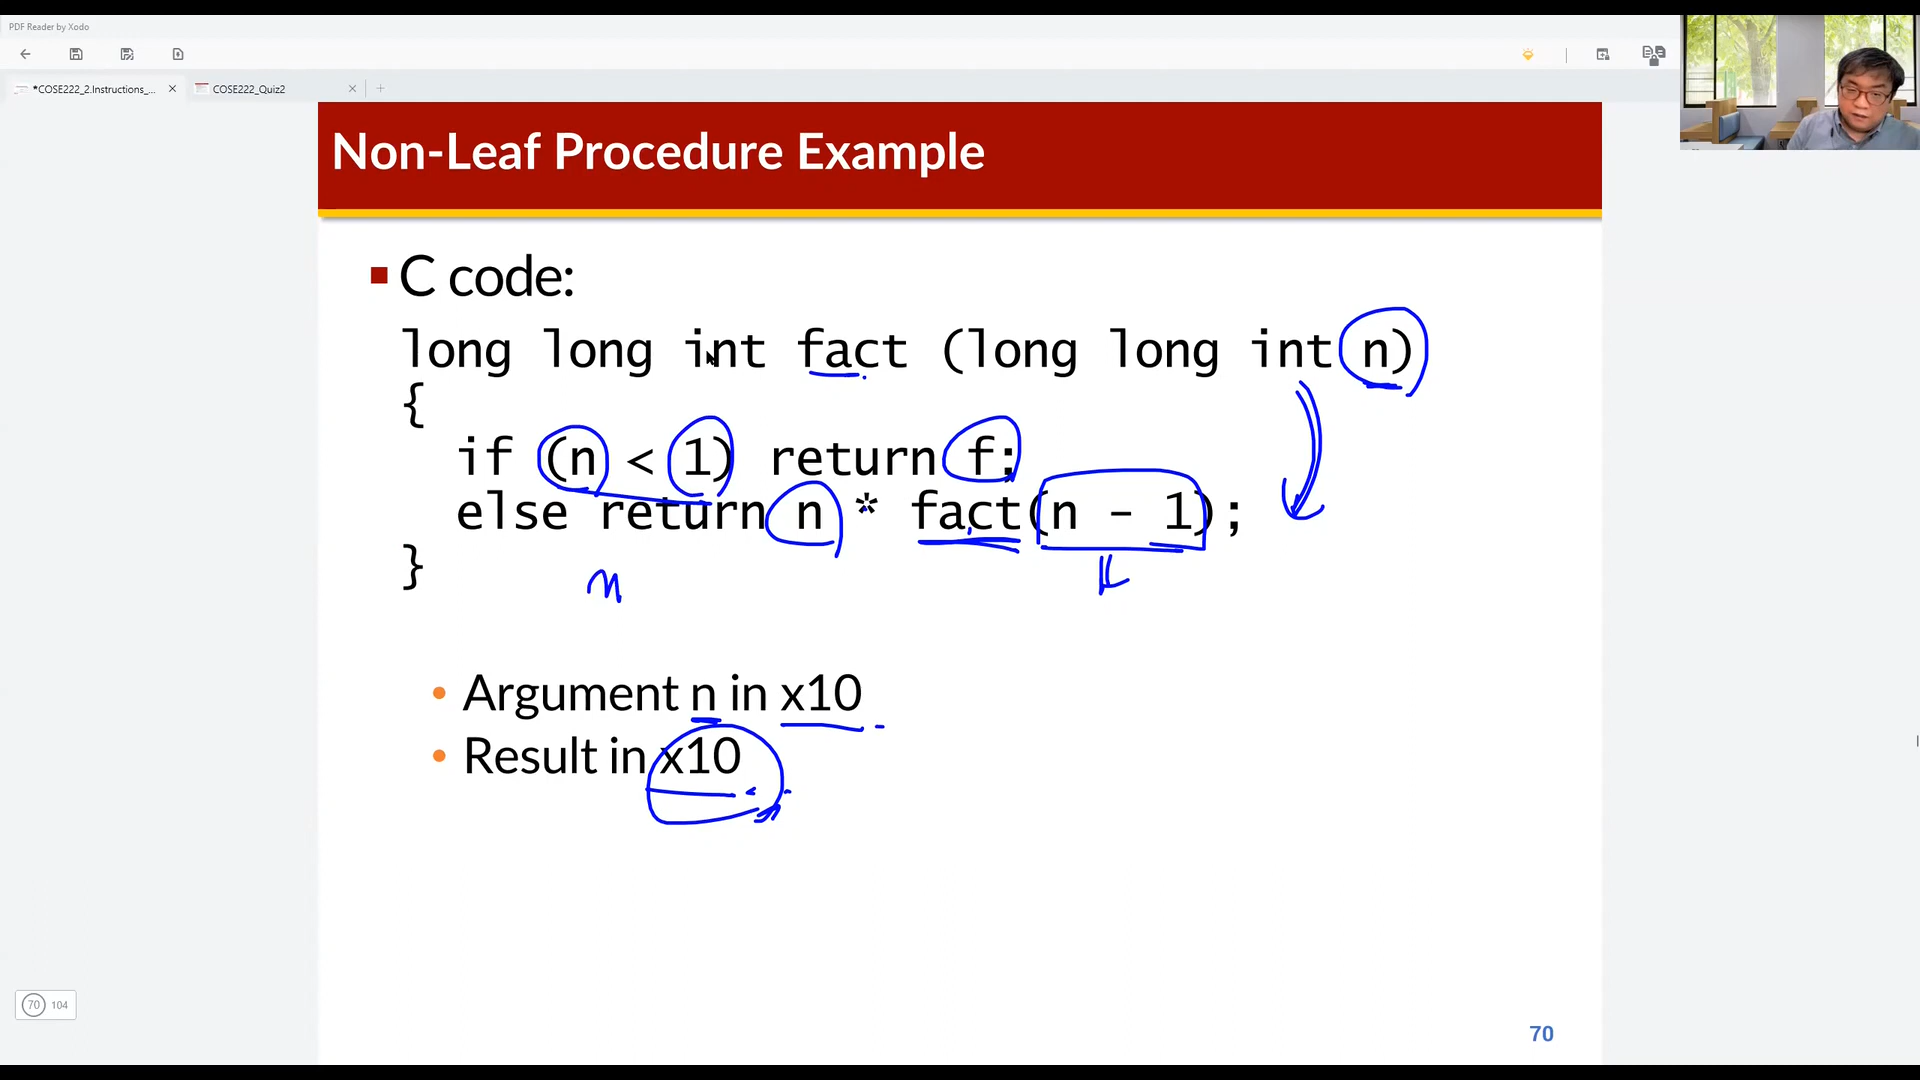 PDF Reader by Xodo
*COSE222_2.Instructions_...
COSE222_Quiz2
Non-Leaf Procedure Example
C code:
long long int fact (long long int n)
{
if (n < 1) return f;
else return n * fact(n - 1);
}
n
Argument n in x10
Result in x10
70 104
70